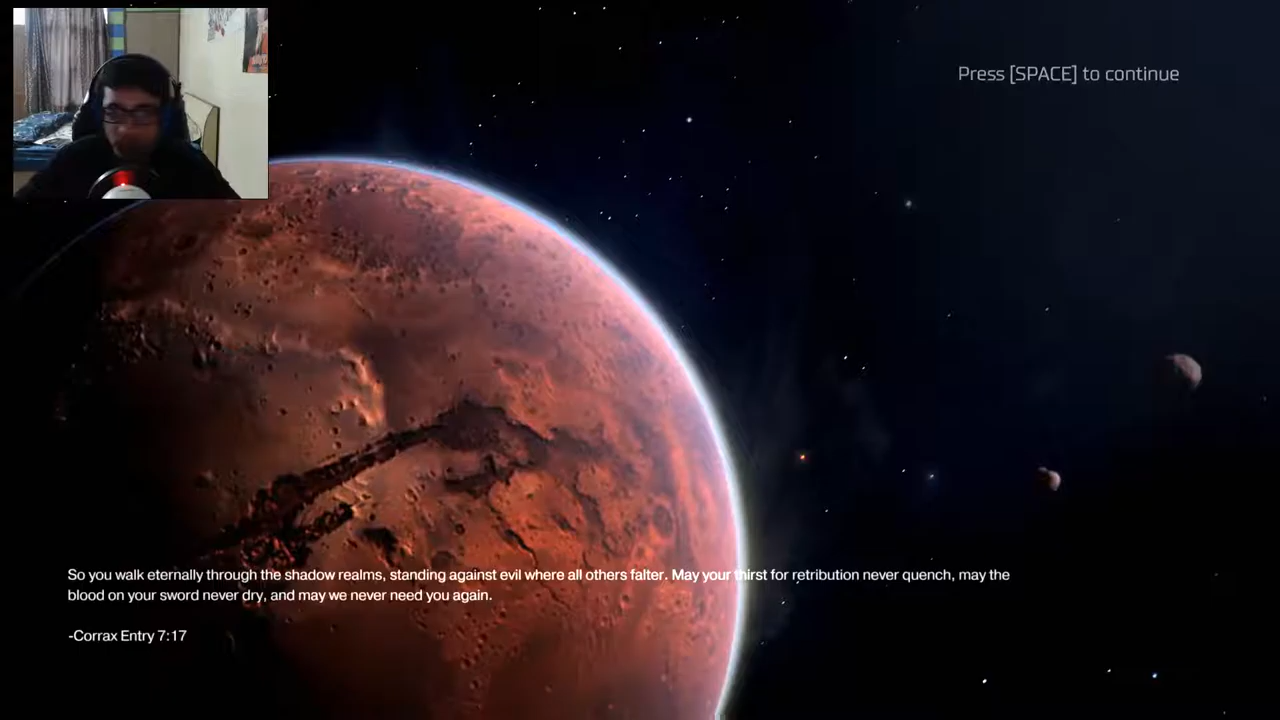 Press [SPACE] to continue
So you walk eternally through the shadow realms, standing against evil where all others falter. May your thirst for retribution never quench, may the
blood on your sword never dry, and may we never need you again.
-Corrax Entry 7:17